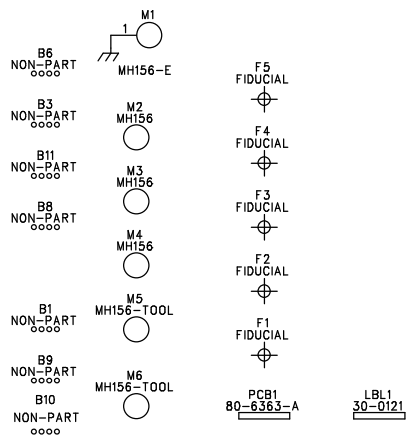 M1
1
MH156-E
B6
NON-PART
B3
NON-PART
B11
NON-PART
B8
NON-PART
B1
NON-PART
B9
NON-PART
B10
NON-PART
M2
MH156
M3
MH156
M4
MH156
M5
MH156-TOOL
M6
MH156-TOOL
F5
FIDUCIAL
F4
FIDUCIAL
F3
FIDUCIAL
F2
FIDUCIAL
F1
FIDUCIAL
PCB1
80-6363-A
LBL1
30-0121